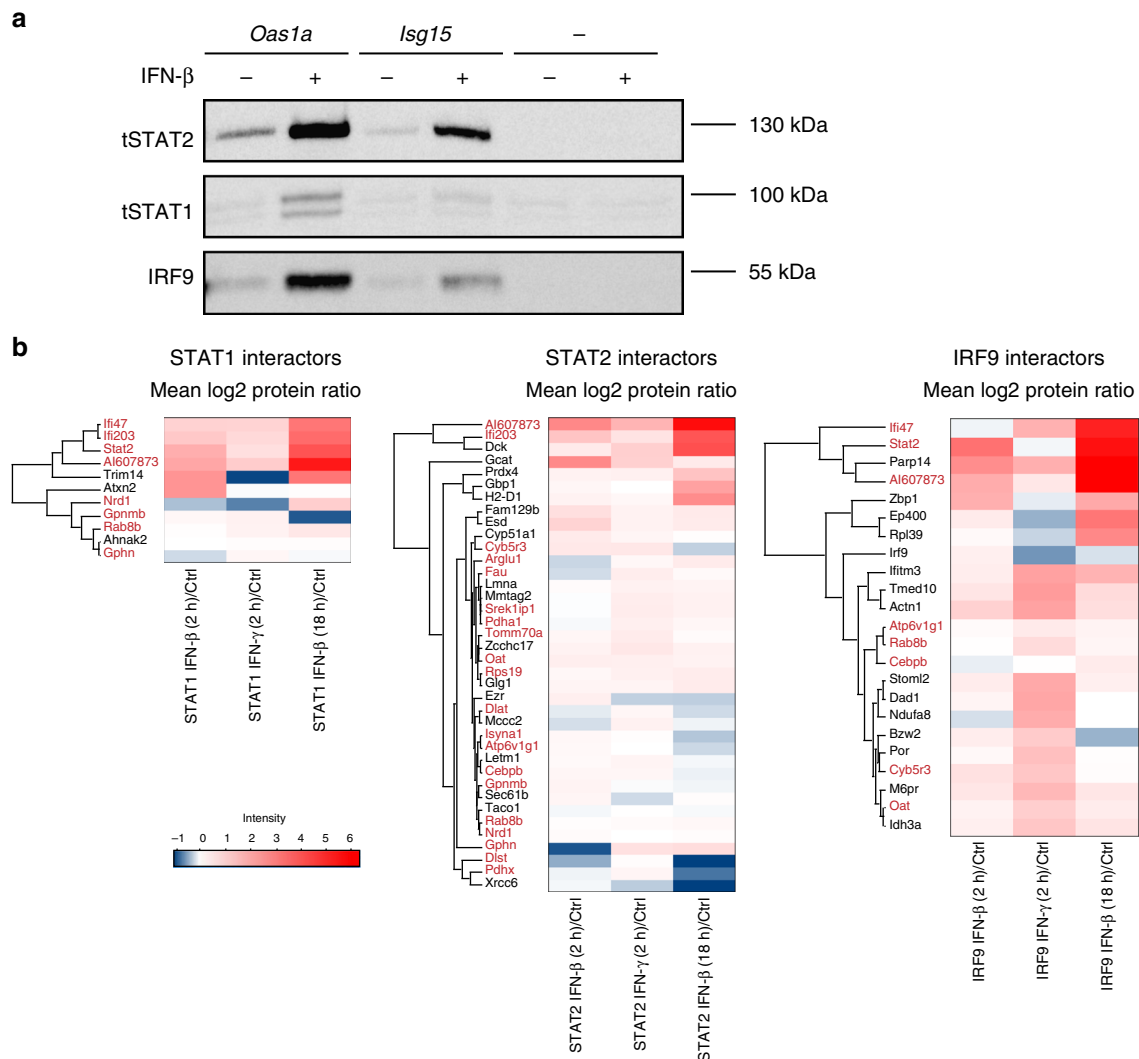 a
Oas1a Isg15 –
IFN-β – + – + – +
tSTAT2 130 kDa
tSTAT1 100 kDa
IRF9 55 kDa
b
STAT1 interactors
Mean log2 protein ratio
Ifi47
Ifi203
Stat2
AI607873
Trim14
Atxn2
Nrd1
Gpnmb
Rab8b
Ahnak2
Gphn
STAT1 IFN-β (2 h)/Ctrl
STAT1 IFN-γ (2 h)/Ctrl
STAT1 IFN-β (18 h)/Ctrl
Intensity
–1 0 1 2 3 4 5 6
STAT2 interactors
Mean log2 protein ratio
AI607873
Ifi203
Dck
Gcat
Prdx4
Gbp1
H2-D1
Fam129b
Esd
Cyp51a1
Cyb5r3
Arglu1
Fau
Lmna
Mmtag2
Srek1ip1
Pdha1
Tomm70a
Zcchc17
Oat
Rps19
Glg1
Ezr
Dlat
Mccc2
Isyna1
Atp6v1g1
Letm1
Cebpb
Gpnmb
Sec61b
Taco1
Rab8b
Nrd1
Gphn
Dlst
Pdhx
Xrcc6
STAT2 IFN-β (2 h)/Ctrl
STAT2 IFN-γ (2 h)/Ctrl
STAT2 IFN-β (18 h)/Ctrl
IRF9 interactors
Mean log2 protein ratio
Ifi47
Stat2
Parp14
AI607873
Zbp1
Ep400
Rpl39
Irf9
Ifitm3
Tmed10
Actn1
Atp6v1g1
Rab8b
Cebpb
Stoml2
Dad1
Ndufa8
Bzw2
Por
Cyb5r3
M6pr
Oat
Idh3a
IRF9 IFN-β (2 h)/Ctrl
IRF9 IFN-γ (2 h)/Ctrl
IRF9 IFN-β (18 h)/Ctrl